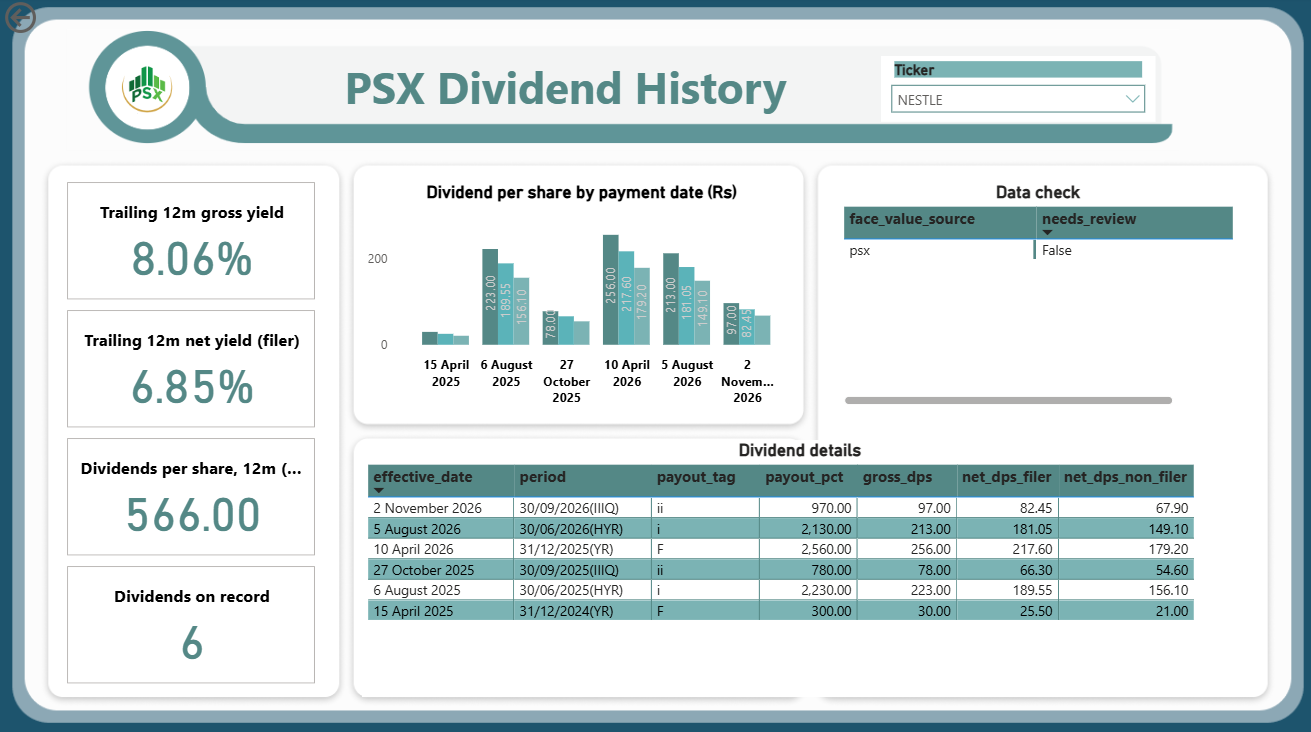 PSX
PSX Dividend History
Ticker
NESTLE
Trailing 12m gross yield
8.06%
Trailing 12m net yield (filer)
6.85%
Dividends per share, 12m (...
566.00
Dividends on record
6
Dividend per share by payment date (Rs)
200
0
223.00
189.55
156.10
78.00
256.00
217.60
179.20
213.00
181.05
149.10
97.00
82.45
15 April 2025
6 August 2025
27 October 2025
10 April 2026
5 August 2026
2 Novem... 2026
Data check
face_value_source needs_review
psx False
Dividend details
effective_date period payout_tag payout_pct gross_dps net_dps_filer net_dps_non_filer
2 November 2026 30/09/2026(IIIQ) ii 970.00 97.00 82.45 67.90
5 August 2026 30/06/2026(HYR) i 2,130.00 213.00 181.05 149.10
10 April 2026 31/12/2025(YR) F 2,560.00 256.00 217.60 179.20
27 October 2025 30/09/2025(IIIQ) ii 780.00 78.00 66.30 54.60
6 August 2025 30/06/2025(HYR) i 2,230.00 223.00 189.55 156.10
15 April 2025 31/12/2024(YR) F 300.00 30.00 25.50 21.00